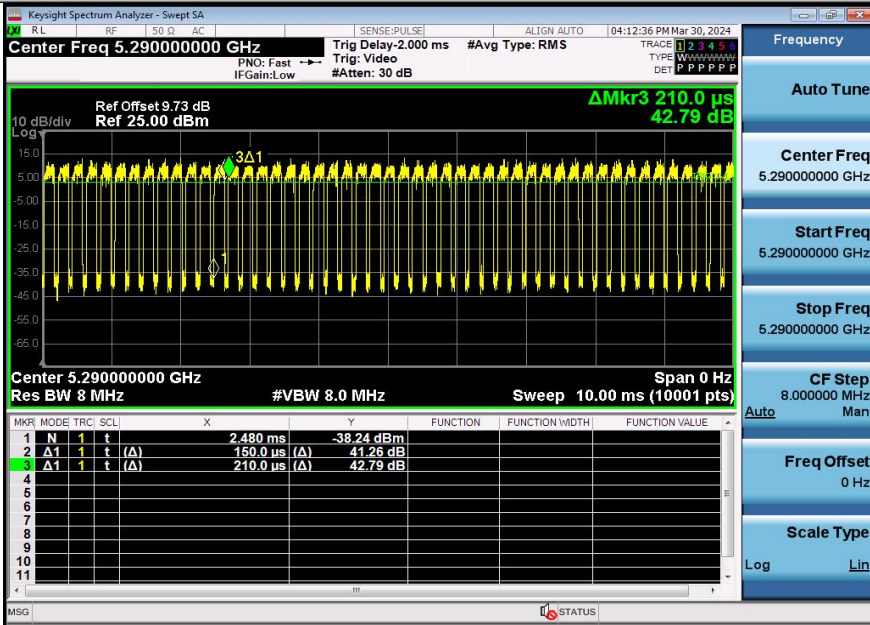 Keysight Spectrum Analyzer - Swept SA
LXI RL RF 50 Ω AC SENSE:PULSE ALIGN AUTO 04:12:36 PM Mar 30, 2024
Center Freq 5.290000000 GHz
PNO: Fast
IFGain:Low
Trig Delay-2.000 ms
Trig: Video
#Atten: 30 dB
#Avg Type: RMS
TRACE 1 2 3 4 5 6
TYPE WWWWWW
DET P P P P P P
Ref Offset 9.73 dB
10 dB/div Ref 25.00 dBm
Log
ΔMkr3 210.0 µs
42.79 dB
15.0
5.00
-5.00
-15.0
-25.0
-35.0
-45.0
-55.0
-65.0
3Δ1
1
Center 5.290000000 GHz Span 0 Hz
Res BW 8 MHz #VBW 8.0 MHz Sweep 10.00 ms (10001 pts)
MKR MODE TRC SCL X Y FUNCTION FUNCTION WIDTH FUNCTION VALUE
1 N 1 t 2.480 ms -38.24 dBm
2 Δ1 1 t (Δ) 150.0 µs (Δ) 41.26 dB
3 Δ1 1 t (Δ) 210.0 µs (Δ) 42.79 dB
4
5
6
7
8
9
10
11
MSG STATUS
Frequency
Auto Tune
Center Freq
5.290000000 GHz
Start Freq
5.290000000 GHz
Stop Freq
5.290000000 GHz
CF Step
8.000000 MHz
Auto Man
Freq Offset
0 Hz
Scale Type
Log Lin